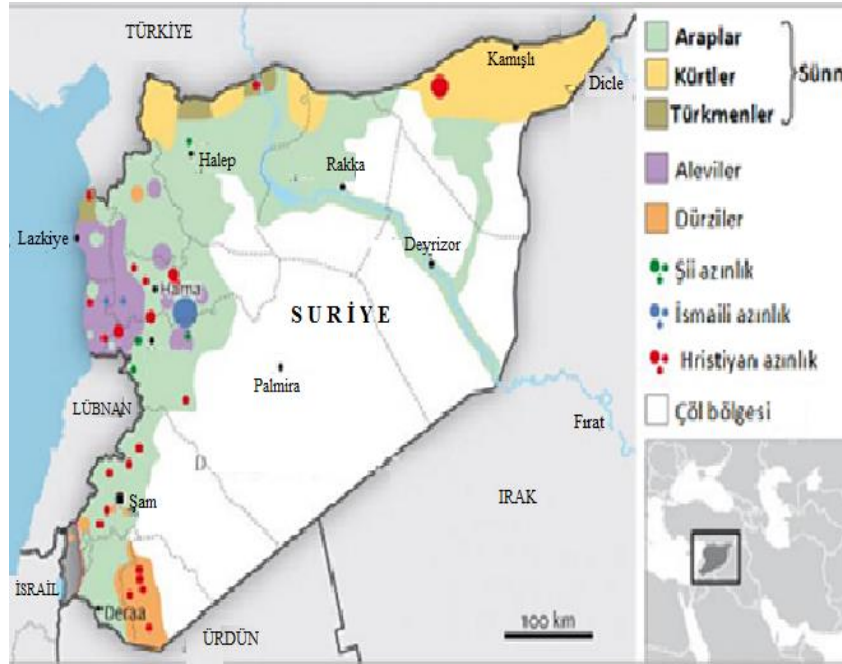 TÜRKİYE
Kamışlı
Dicle
Halep
Rakka
Lazkiye
Deyrizor
Hama
SURİYE
Palmira
LÜBNAN
Fırat
D
Şam
IRAK
İSRAİL
Deraa
ÜRDÜN
100 km
Araplar
Kürtler
Sünn
Türkmenler
Aleviler
Dürziler
Şii azınlık
İsmaili azınlık
Hristiyan azınlık
Çöl bölgesi